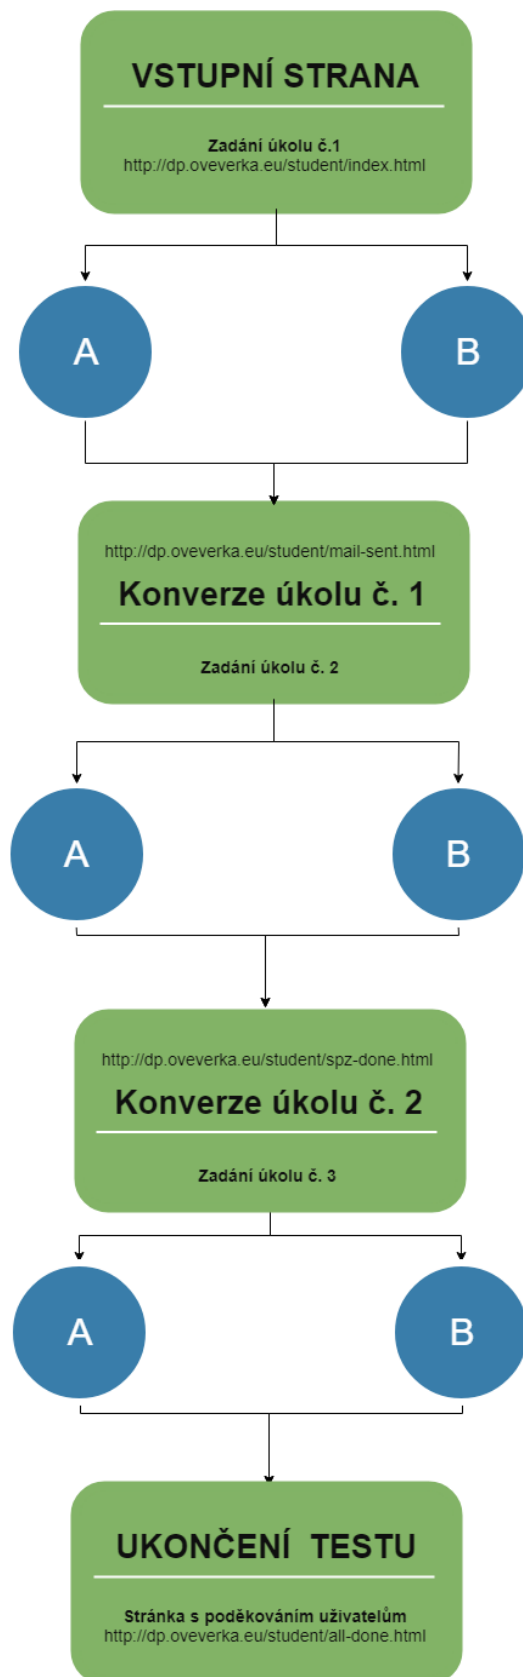 VSTUPNÍ STRANA
Zadání úkolu č.1
http://dp.oveverka.eu/student/index.html
A
B
http://dp.oveverka.eu/student/mail-sent.html
Konverze úkolu č. 1
Zadání úkolu č. 2
A
B
http://dp.oveverka.eu/student/spz-done.html
Konverze úkolu č. 2
Zadání úkolu č. 3
A
B
UKONČENÍ  TESTU
Stránka s poděkováním uživatelům
http://dp.oveverka.eu/student/all-done.html